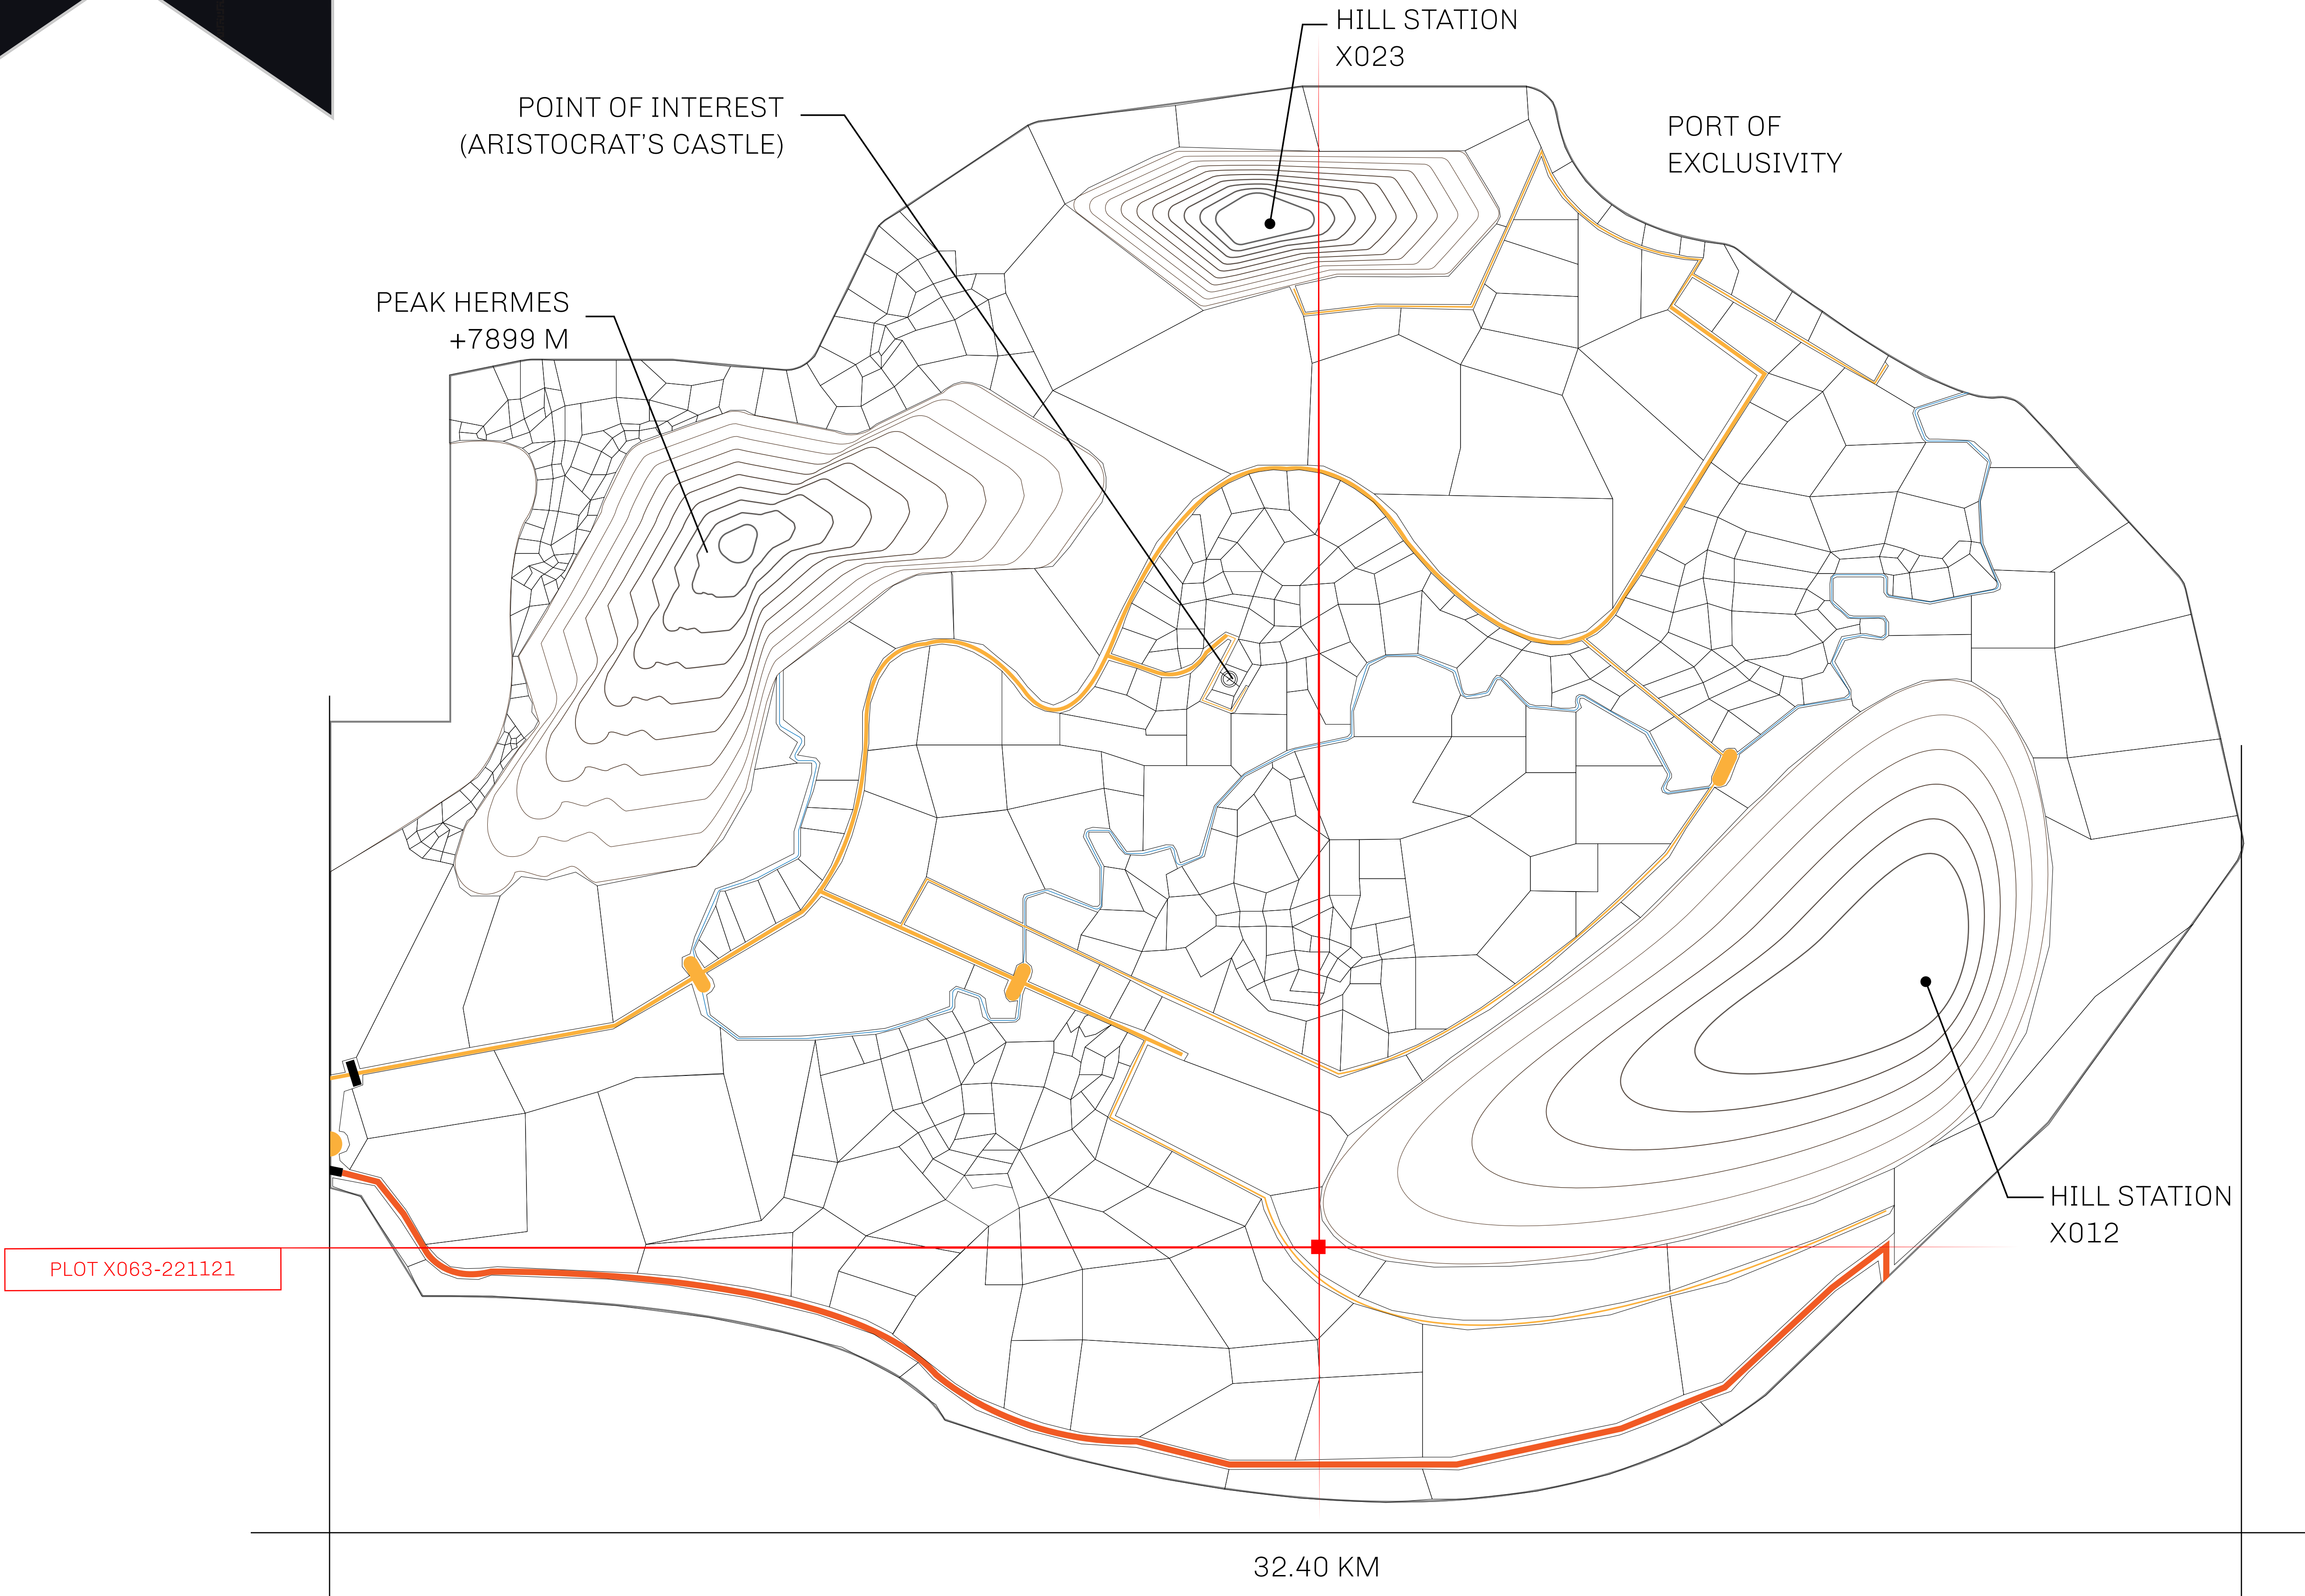 HILL STATION
X023
POINT OF INTEREST
(ARISTOCRAT'S CASTLE)
PORT OF
EXCLUSIVITY
PEAK HERMES
+7899 M
HILL STATION
X012
PLOT X063-221121
32.40 KM